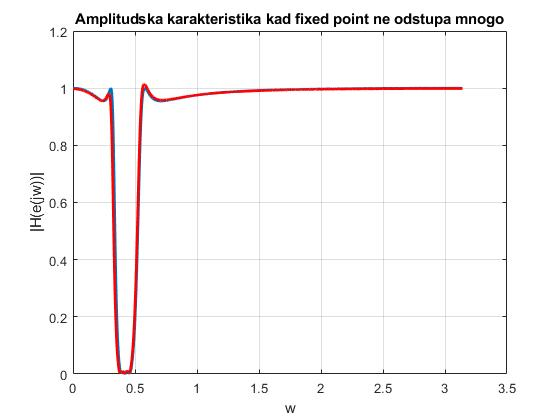 Amplitudska karakteristika kad fixed point ne odstupa mnogo
1.2
1
0.8
0.6
0.4
0.2
0
|H(e(jw))|
0 0.5 1 1.5 2 2.5 3 3.5
w